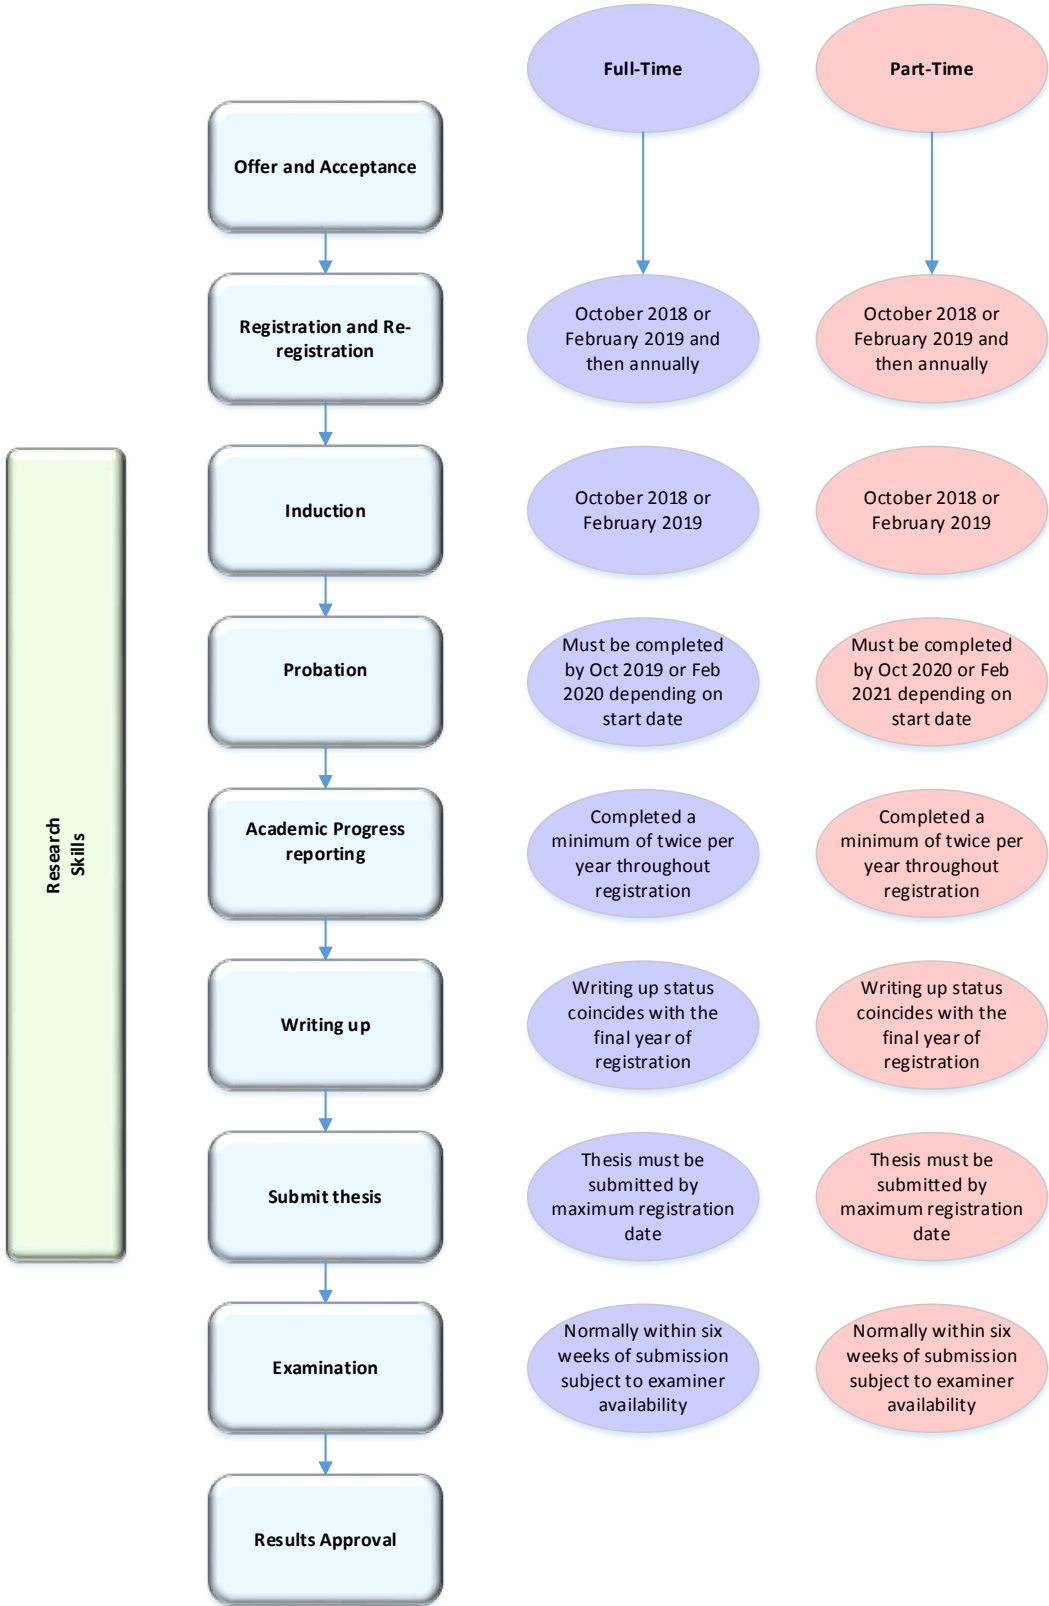 Full-Time
Part-Time
Offer and Acceptance
Registration and Re-
registration
October 2018 or
February 2019 and
then annually
October 2018 or
February 2019 and
then annually
Induction
October 2018 or
February 2019
October 2018 or
February 2019
Probation
Must be completed
by Oct 2019 or Feb
2020 depending on
start date
Must be completed
by Oct 2020 or Feb
2021 depending on
start date
Research
Skills
Academic Progress
reporting
Completed a
minimum of twice per
year throughout
registration
Completed a
minimum of twice per
year throughout
registration
Writing up
Writing up status
coincides with the
final year of
registration
Writing up status
coincides with the
final year of
registration
Submit thesis
Thesis must be
submitted by
maximum registration
date
Thesis must be
submitted by
maximum registration
date
Examination
Normally within six
weeks of submission
subject to examiner
availability
Normally within six
weeks of submission
subject to examiner
availability
Results Approval